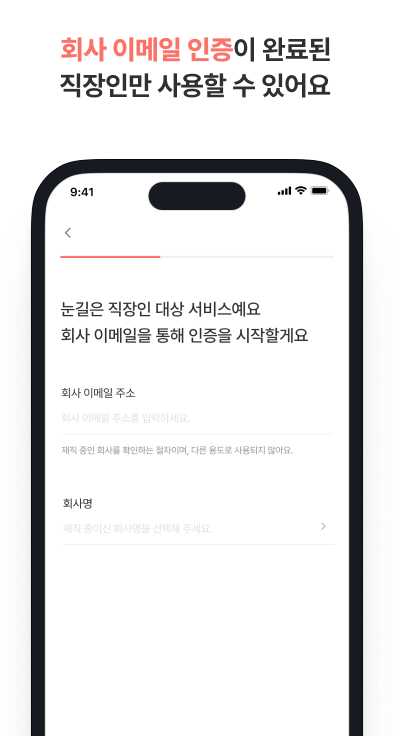 회사 이메일 인증이 완료된
직장인만 사용할 수 있어요
9:41
눈길은 직장인 대상 서비스예요
회사 이메일을 통해 인증을 시작할게요
회사 이메일 주소
회사 이메일 주소를 입력하세요.
재직 중인 회사를 확인하는 절차이며, 다른 용도로 사용되지 않아요.
회사명
재직 중이신 회사명을 선택해 주세요.